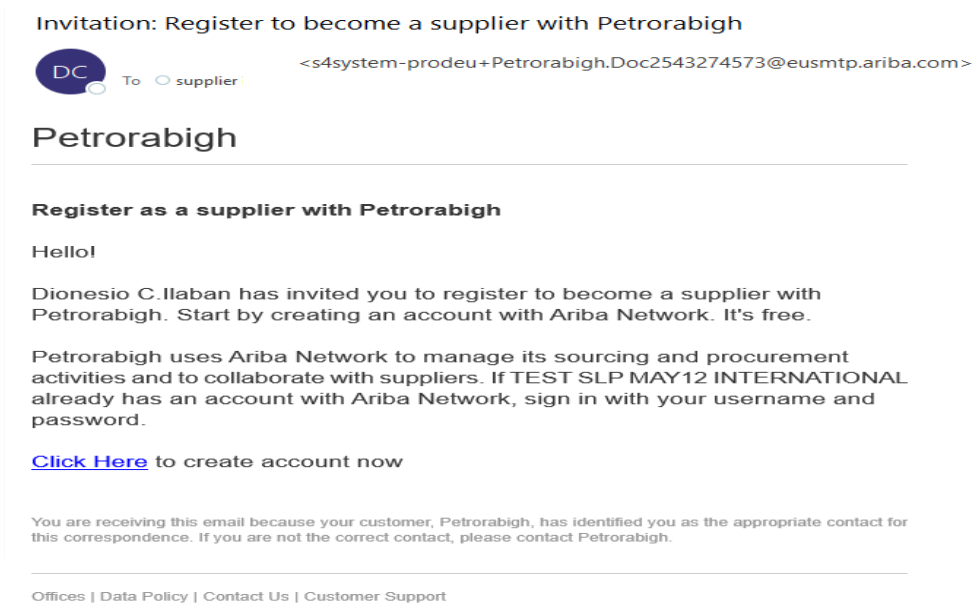 Invitation: Register to become a supplier with Petrorabigh
DC
To supplier
<s4system-prodeu+Petrorabigh.Doc2543274573@eusmtp.ariba.com>
Petrorabigh
Register as a supplier with Petrorabigh
Hello!
Dionesio C.Ilaban has invited you to register to become a supplier with
Petrorabigh. Start by creating an account with Ariba Network. It's free.
Petrorabigh uses Ariba Network to manage its sourcing and procurement
activities and to collaborate with suppliers. If TEST SLP MAY12 INTERNATIONAL
already has an account with Ariba Network, sign in with your username and
password.
Click Here to create account now
You are receiving this email because your customer, Petrorabigh, has identified you as the appropriate contact for
this correspondence. If you are not the correct contact, please contact Petrorabigh.
Offices | Data Policy | Contact Us | Customer Support